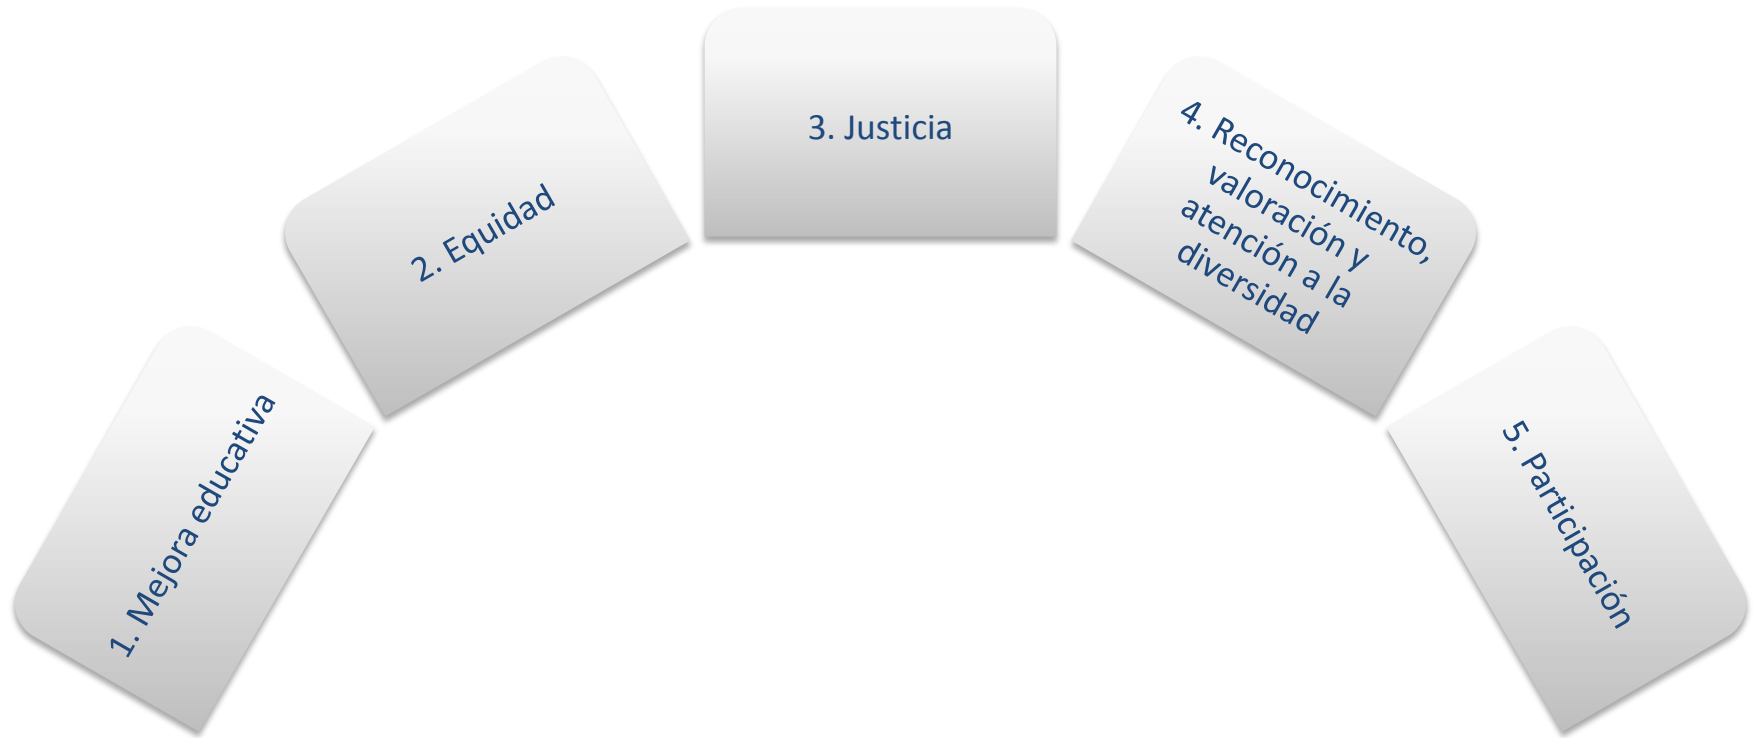 1. Mejora educativa
2. Equidad
3. Justicia
4. Reconocimiento,
valoración y
atención a la
diversidad
5. Participación